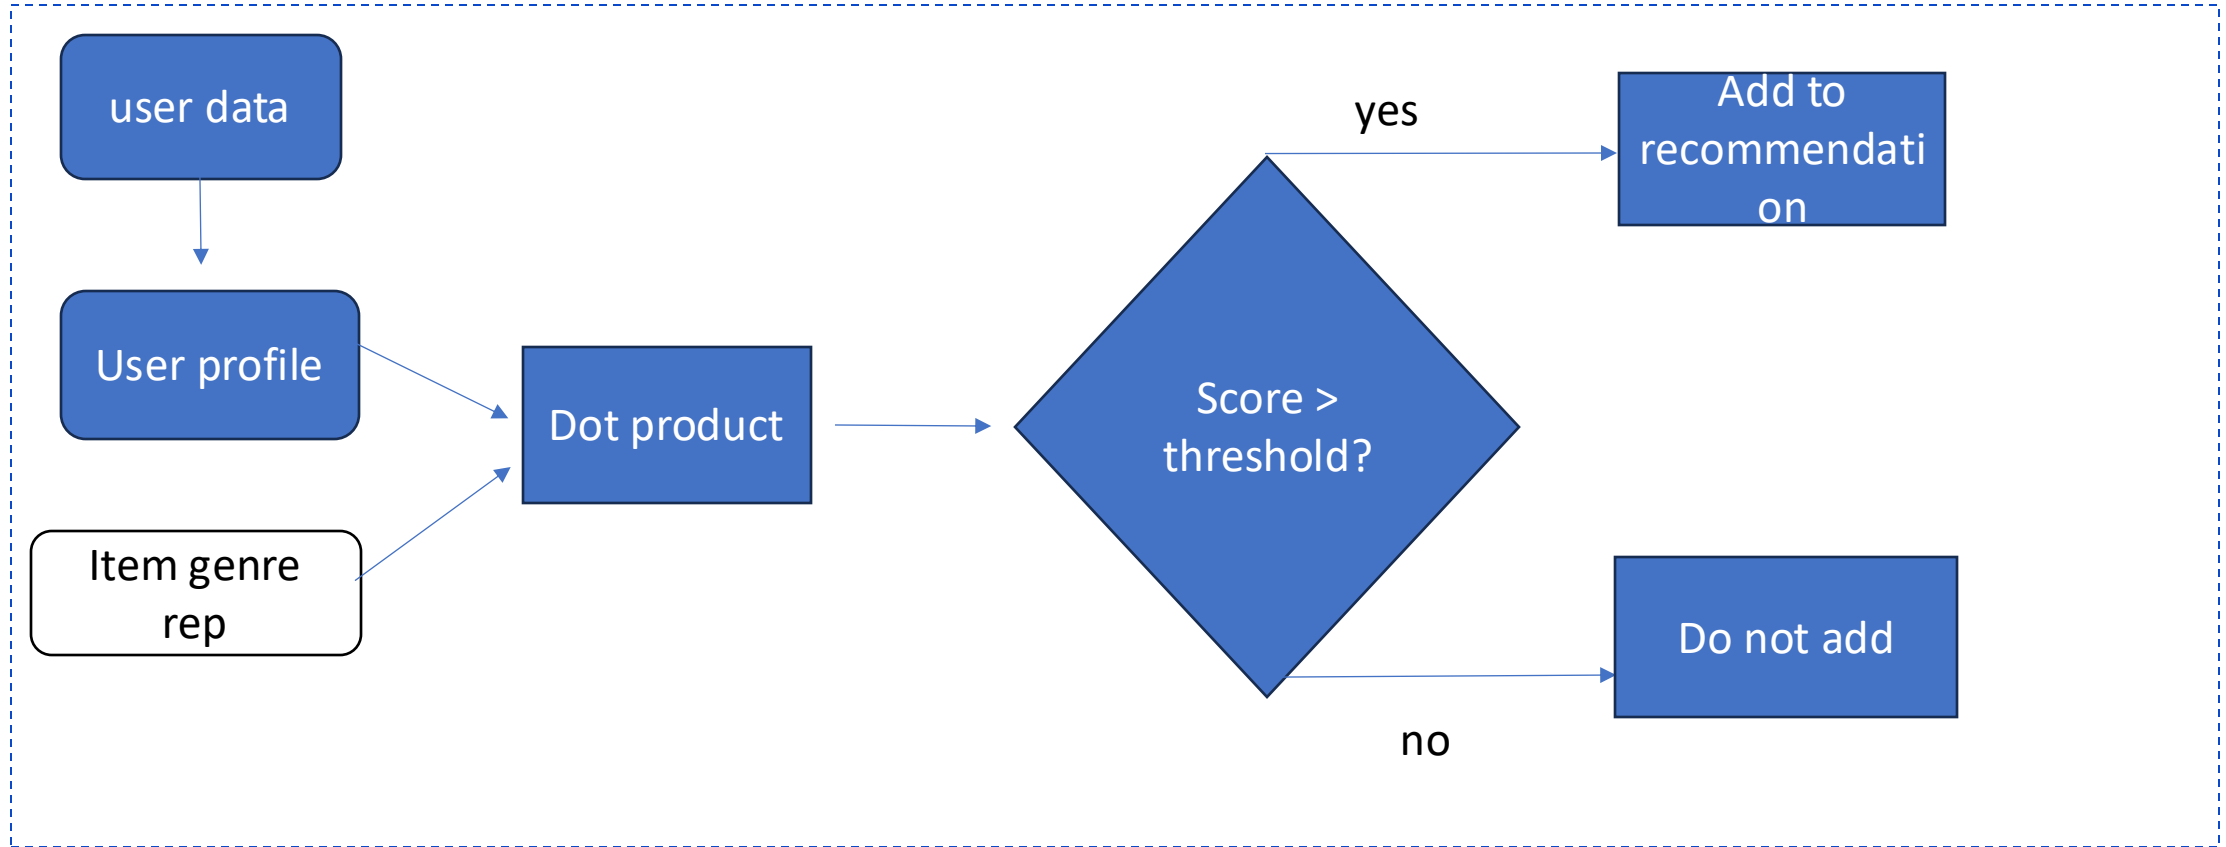 user data
User profile
Item genre
rep
Dot product
Score >
threshold?
yes
Add to
recommendati
on
no
Do not add